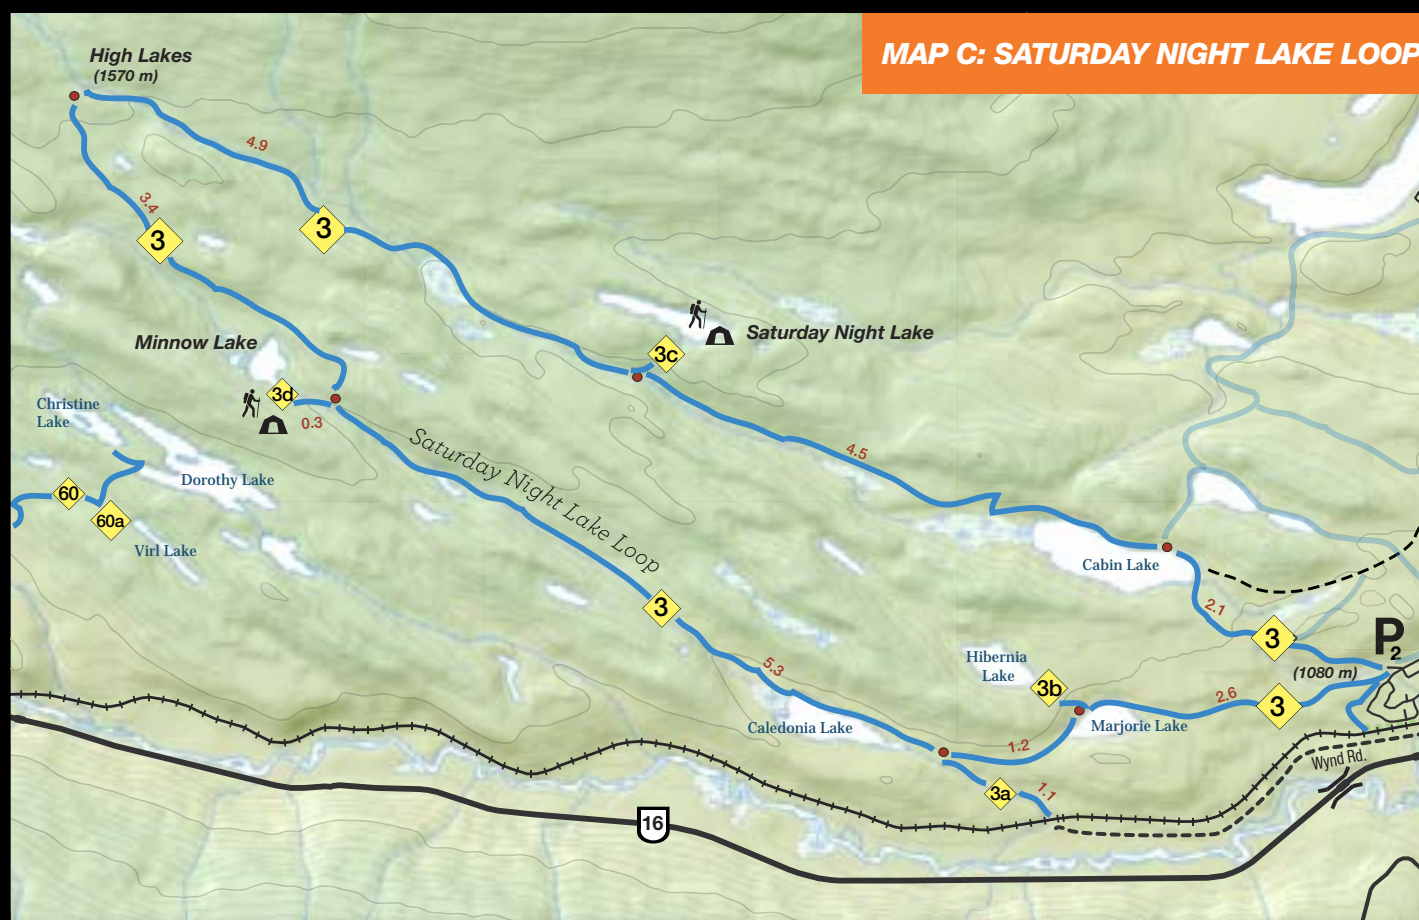 MAP C: SATURDAY NIGHT LAKE LOOP
High Lakes
(1570 m)
4.9
3.4
3
3
Minnow Lake
Saturday Night Lake
3c
3d
0.3
Christine
Lake
Saturday Night Lake Loop
4.5
Dorothy Lake
60
60a
Virl Lake
Cabin Lake
2.1
3
3
P2
5.3
Hibernia
Lake
3b
(1080 m)
2.6
3
Caledonia Lake
Marjorie Lake
1.2
Wynd Rd.
3a
1.1
16